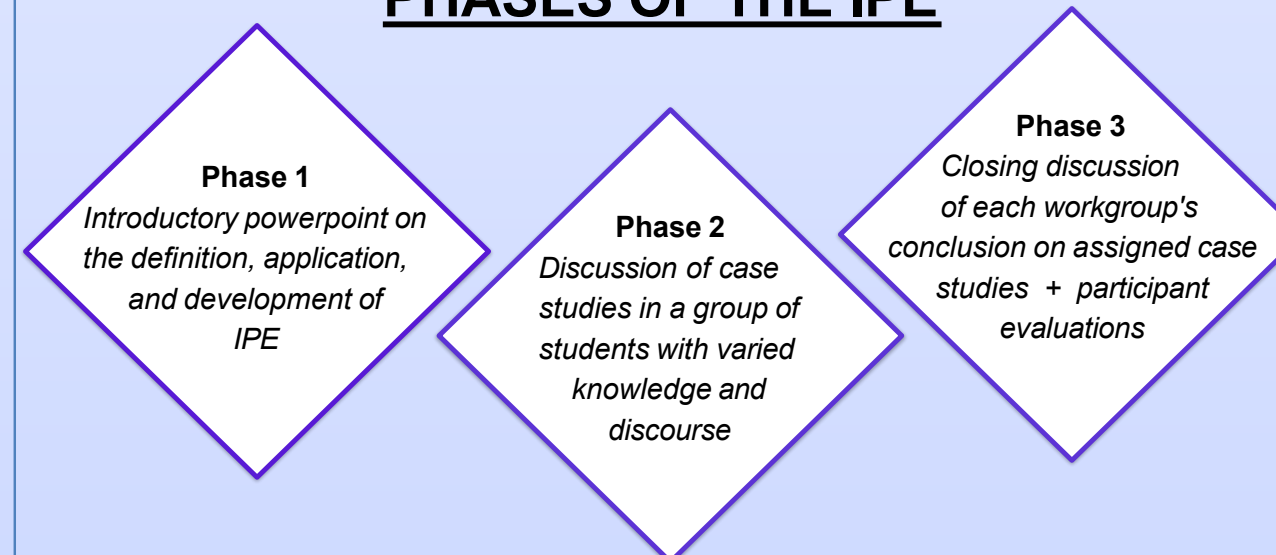 PHASES OF THE IPE
Phase 1
Introductory powerpoint on
the definition, application,
and development of
IPE
Phase 2
Discussion of case
studies in a group of
students with varied
knowledge and
discourse
Phase 3
Closing discussion
of each workgroup's
conclusion on assigned case
studies + participant
evaluations